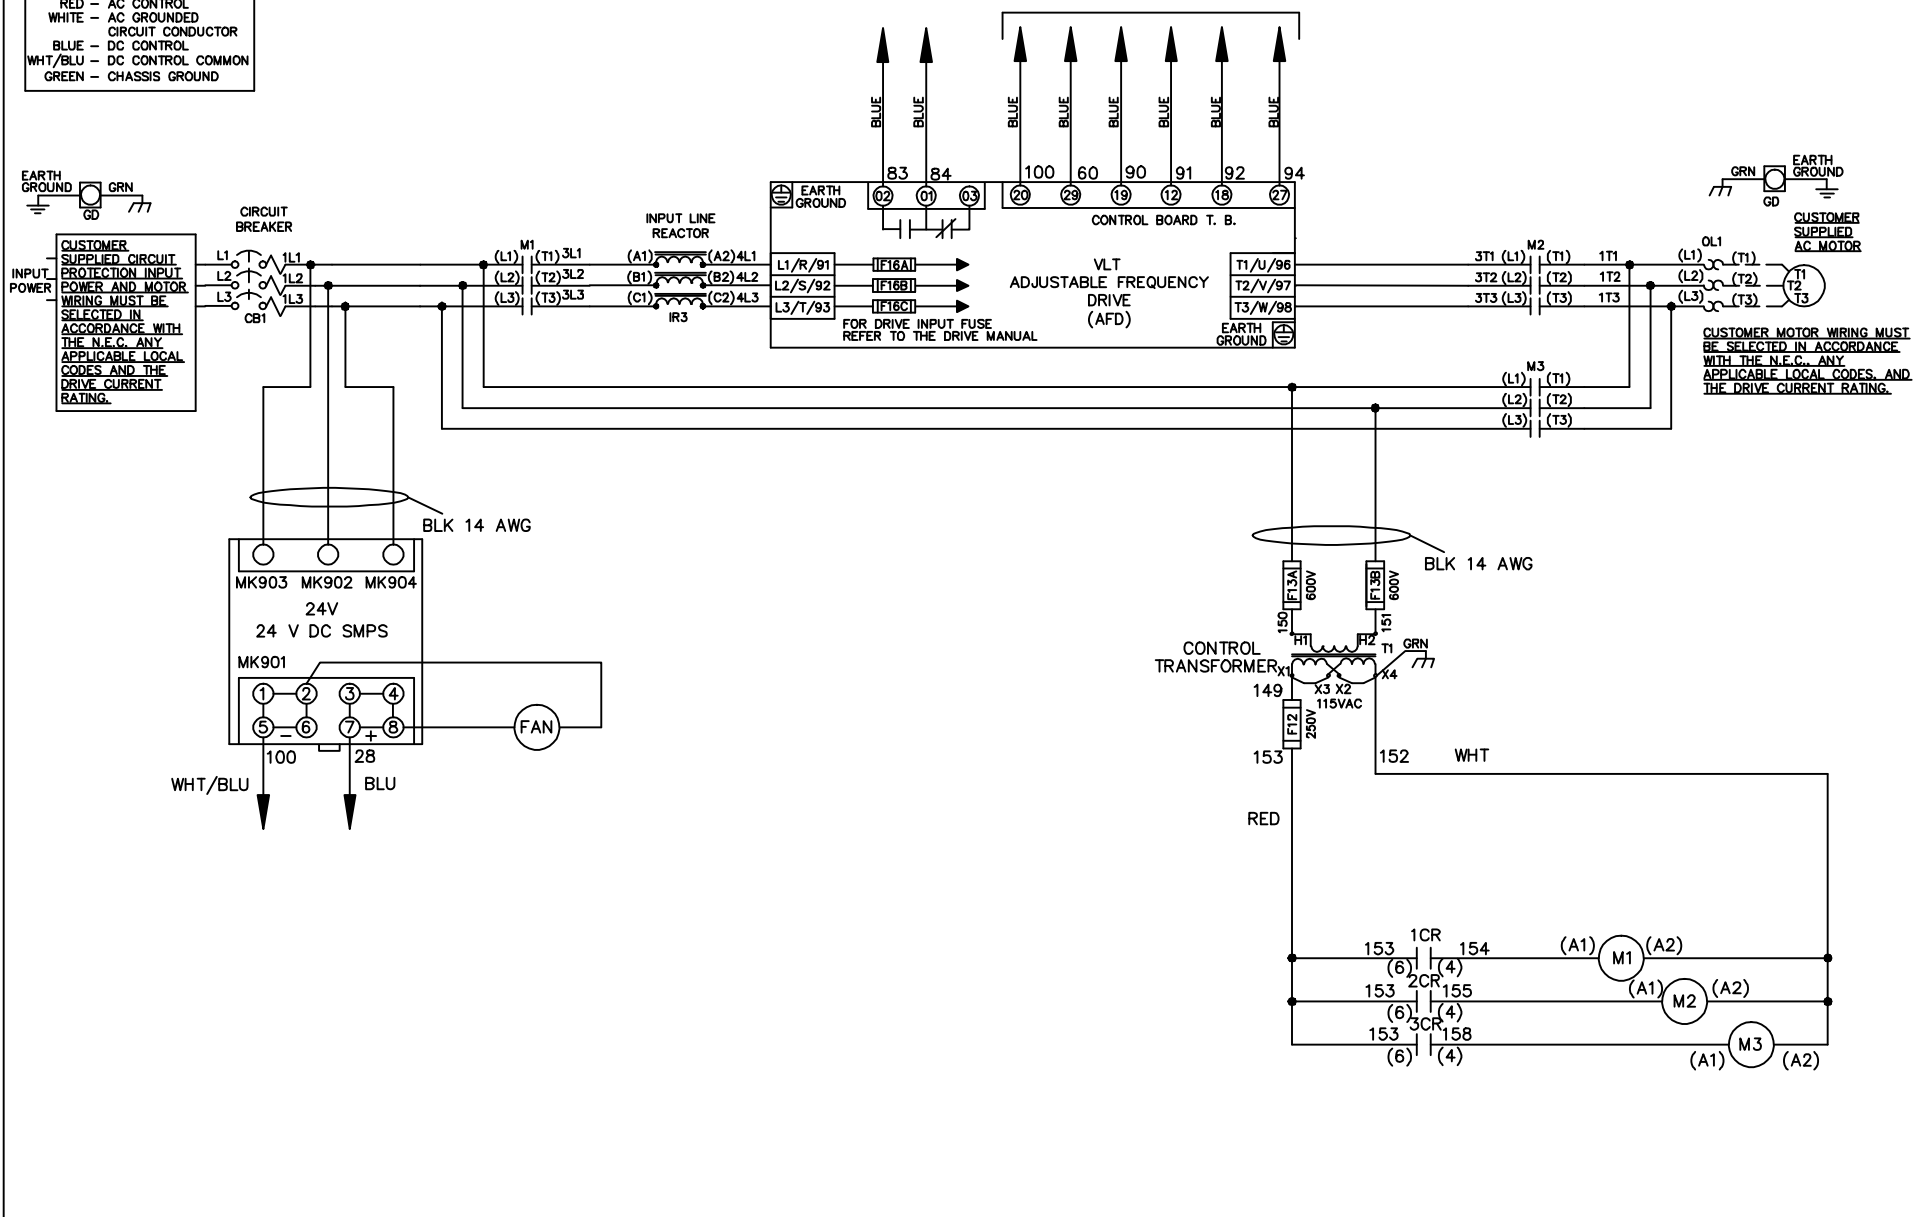 RED – AC CONTROL
WHITE – AC GROUNDED
CIRCUIT CONDUCTOR
BLUE – DC CONTROL
WHT/BLU – DC CONTROL COMMON
GREEN – CHASSIS GROUND
BLUE BLUE BLUE BLUE BLUE BLUE BLUE BLUE
83 84 100 60 90 91 92 94
EARTH
GROUND
02 01 03 20 29 19 12 18 27
CONTROL BOARD T. B.
EARTH
GROUND
GRN
GD
CIRCUIT
BREAKER
INPUT
POWER
CUSTOMER
SUPPLIED CIRCUIT
PROTECTION INPUT
POWER AND MOTOR
WIRING MUST BE
SELECTED IN
ACCORDANCE WITH
THE N.E.C. ANY
APPLICABLE LOCAL
CODES AND THE
DRIVE CURRENT
RATING.
L1 1L1
L2 1L2
L3 1L3
CB1
M1
(L1) (T1) 3L1
(L2) (T2) 3L2
(L3) (T3) 3L3
INPUT LINE
REACTOR
(A1) (A2) 4L1
(B1) (B2) 4L2
(C1) (C2) 4L3
IR3
L1/R/91 F16A
L2/S/92 F16B
L3/T/93 F16C
FOR DRIVE INPUT FUSE
REFER TO THE DRIVE MANUAL
VLT
ADJUSTABLE FREQUENCY
DRIVE
(AFD)
T1/U/96
T2/V/97
T3/W/98
EARTH
GROUND
M2
3T1 (L1) (T1) 1T1
3T2 (L2) (T2) 1T2
3T3 (L3) (T3) 1T3
M3
(L1) (T1)
(L2) (T2)
(L3) (T3)
GRN
GD
EARTH
GROUND
CUSTOMER
SUPPLIED
AC MOTOR
OL1
(L1) (T1)
(L2) (T2)
(L3) (T3)
T1
T2
T3
CUSTOMER MOTOR WIRING MUST
BE SELECTED IN ACCORDANCE
WITH THE N.E.C., ANY
APPLICABLE LOCAL CODES, AND
THE DRIVE CURRENT RATING.
BLK 14 AWG
MK903 MK902 MK904
24V
24 V DC SMPS
MK901
1 2 3 4
5 – 6 7 + 8
FAN
100 28
WHT/BLU BLU
BLK 14 AWG
F13A 600V F13B 600V
150 151
H1 H2
T1
GRN
CONTROL
TRANSFORMER
X1 X3 X2 X4
115VAC
149
F12 250V
153 152 WHT
RED
1CR
153 154 (A1) M1 (A2)
(6) (4)
2CR
153 155 (A1) M2 (A2)
(6) (4)
3CR
153 158 M3
(6) (4) (A1) (A2)